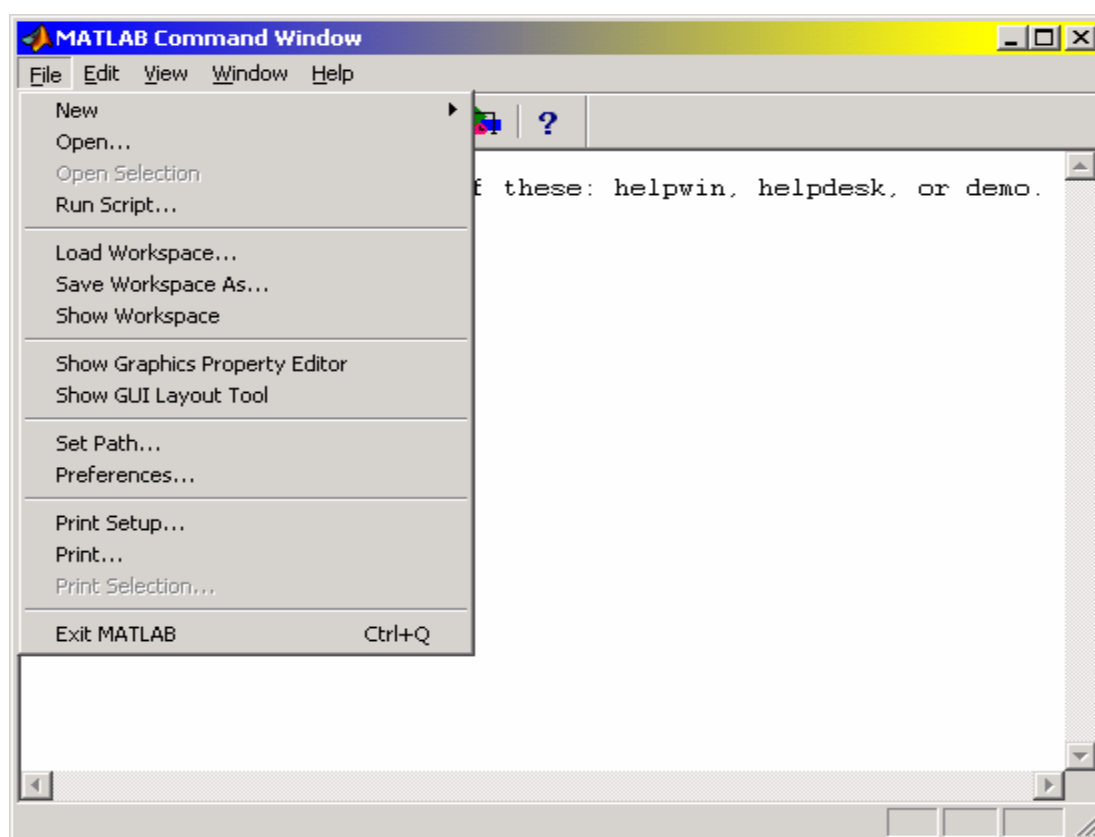 MATLAB Command Window
File Edit View Window Help
New
?
Open...
Open Selection
f these: helpwin, helpdesk, or demo.
Run Script...
Load Workspace...
Save Workspace As...
Show Workspace
Show Graphics Property Editor
Show GUI Layout Tool
Set Path...
Preferences...
Print Setup...
Print...
Print Selection...
Exit MATLAB Ctrl+Q